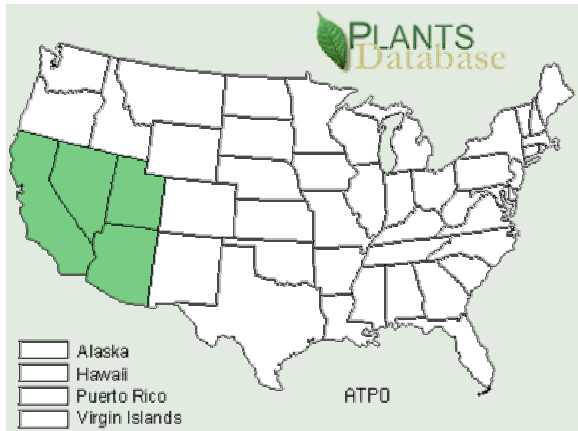 PLANTS
Database
Alaska
Hawaii
Puerto Rico
Virgin Islands
ATPO